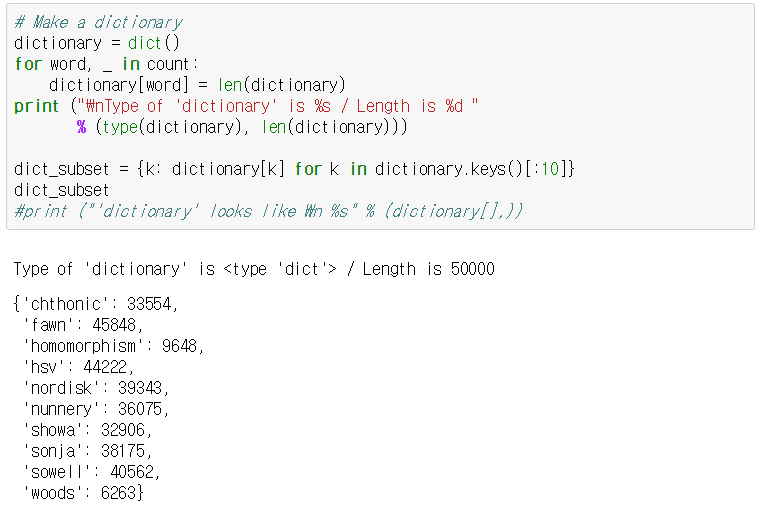 # Make a dictionary
dictionary = dict()
for word, _ in count:
    dictionary[word] = len(dictionary)
print ("₩nType of 'dictionary' is %s / Length is %d "
       % (type(dictionary), len(dictionary)))

dict_subset = {k: dictionary[k] for k in dictionary.keys()[:10]}
dict_subset
#print ("'dictionary' looks like ₩n %s" % (dictionary[],))

Type of 'dictionary' is <type 'dict'> / Length is 50000

{'chthonic': 33554,
 'fawn': 45848,
 'homomorphism': 9648,
 'hsv': 44222,
 'nordisk': 39343,
 'nunnery': 36075,
 'showa': 32906,
 'sonja': 38175,
 'sowell': 40562,
 'woods': 6263}